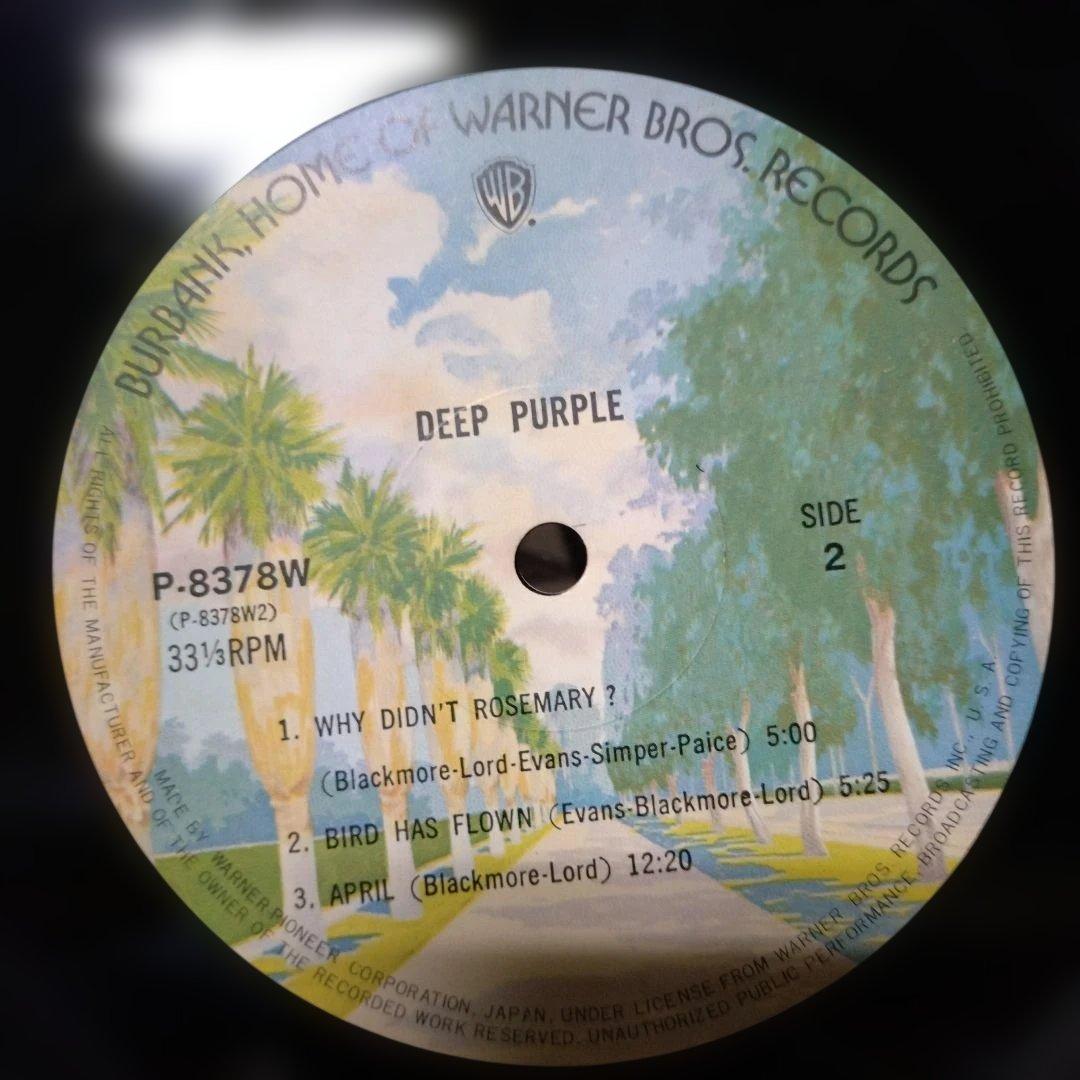 BURBANK, HOME OF WARNER BROS. RECORDS
WB
DEEP PURPLE
SIDE
2
P-8378W
(P-8378W2)
33⅓RPM
1. WHY DIDN'T ROSEMARY ?
(Blackmore-Lord-Evans-Simper-Paice) 5:00
2. BIRD HAS FLOWN (Evans-Blackmore-Lord) 5:25
3. APRIL (Blackmore-Lord) 12:20
MADE BY WARNER-PIONEER CORPORATION, JAPAN, UNDER LICENSE FROM WARNER BROS. RECORDS INC., U. S. A.
ALL RIGHTS OF THE MANUFACTURER AND OF THE OWNER OF THE RECORDED WORK RESERVED. UNAUTHORIZED PUBLIC PERFORMANCE, BROADCASTING AND COPYING OF THIS RECORD PROHIBITED